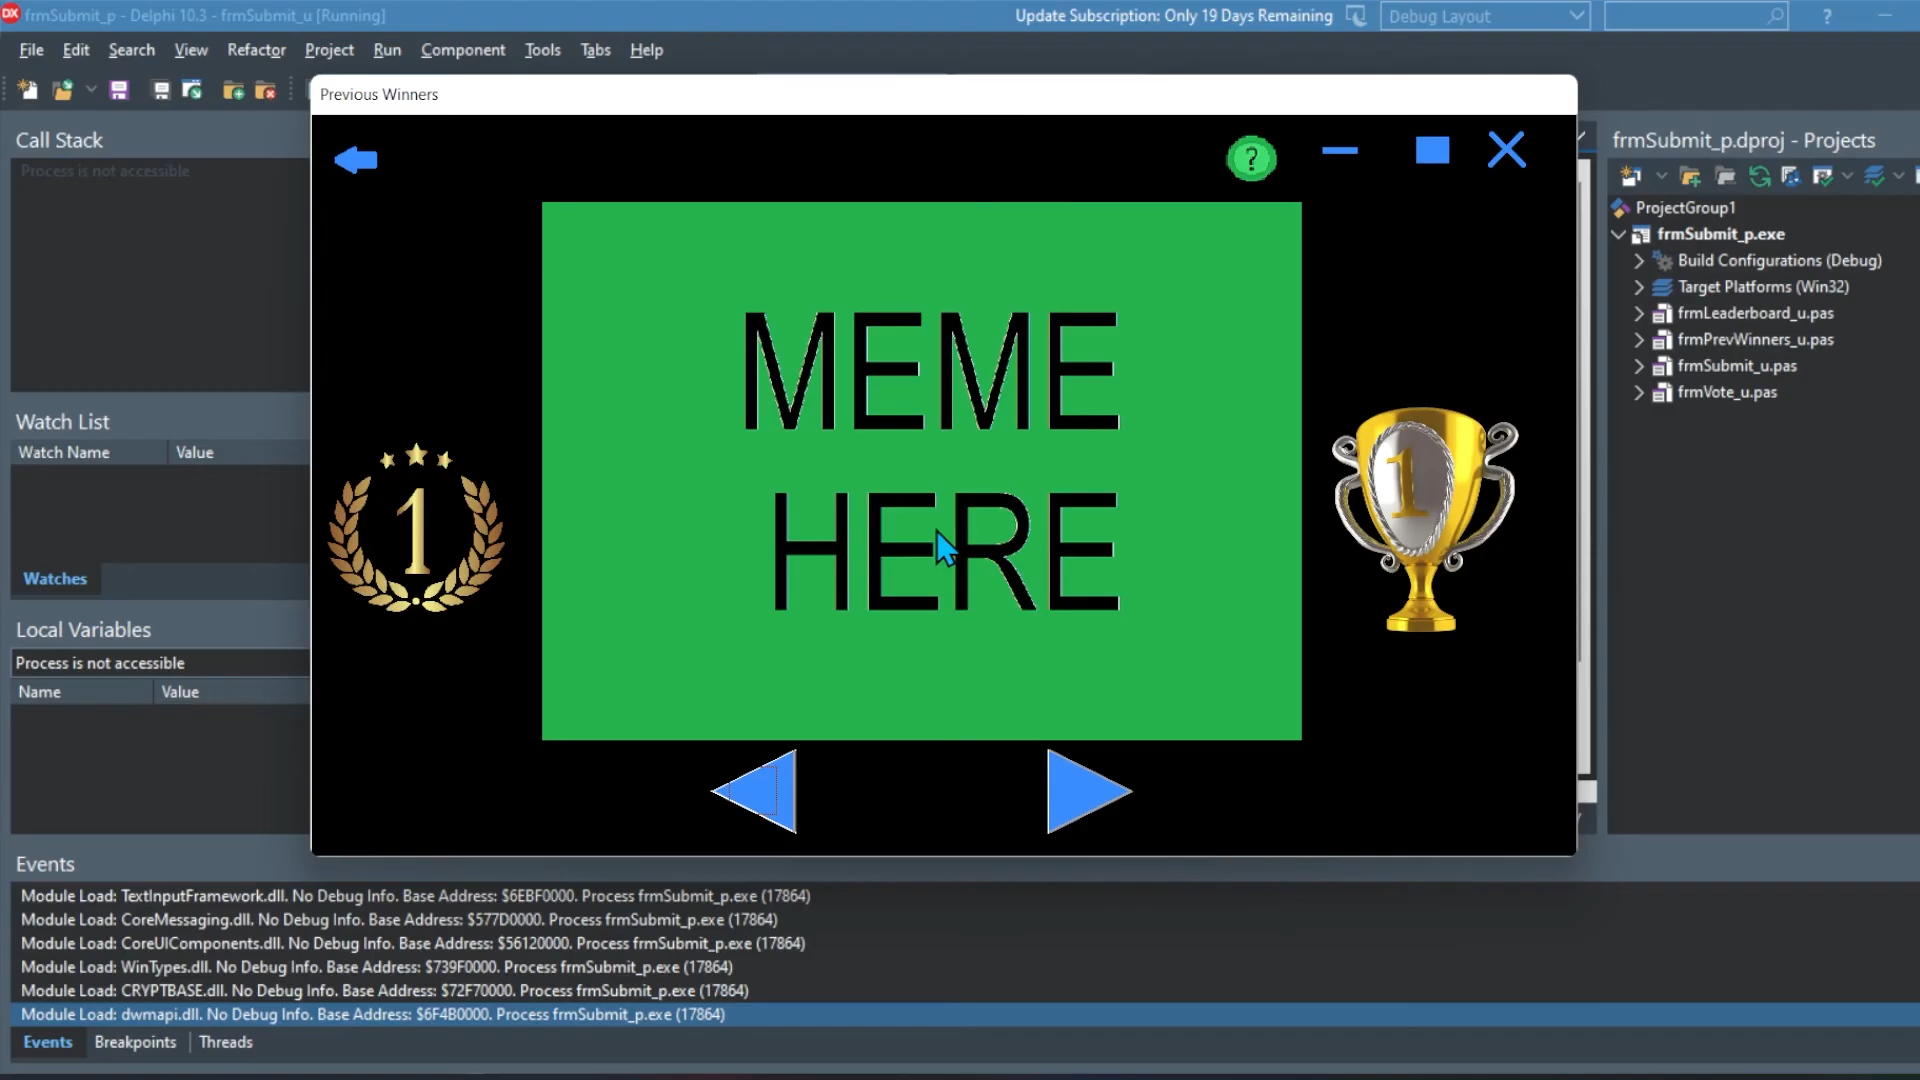 frmSubmit_p - Delphi 10.3 - frmSubmit_u [Running]
Update Subscription: Only 19 Days Remaining
Debug Layout
?
File Edit Search View Refactor Project Run Component Tools Tabs Help
Previous Winners
Call Stack
Process is not accessible
?
MEME
HERE
1
1
Watch List
Watch Name Value
Watches
Local Variables
Process is not accessible
Name Value
frmSubmit_p.dproj - Projects
ProjectGroup1
frmSubmit_p.exe
Build Configurations (Debug)
Target Platforms (Win32)
frmLeaderboard_u.pas
frmPrevWinners_u.pas
frmSubmit_u.pas
frmVote_u.pas
Events
Module Load: TextInputFramework.dll. No Debug Info. Base Address: $6EBF0000. Process frmSubmit_p.exe (17864)
Module Load: CoreMessaging.dll. No Debug Info. Base Address: $577D0000. Process frmSubmit_p.exe (17864)
Module Load: CoreUIComponents.dll. No Debug Info. Base Address: $56120000. Process frmSubmit_p.exe (17864)
Module Load: WinTypes.dll. No Debug Info. Base Address: $739F0000. Process frmSubmit_p.exe (17864)
Module Load: CRYPTBASE.dll. No Debug Info. Base Address: $72F70000. Process frmSubmit_p.exe (17864)
Module Load: dwmapi.dll. No Debug Info. Base Address: $6F4B0000. Process frmSubmit_p.exe (17864)
Events Breakpoints Threads